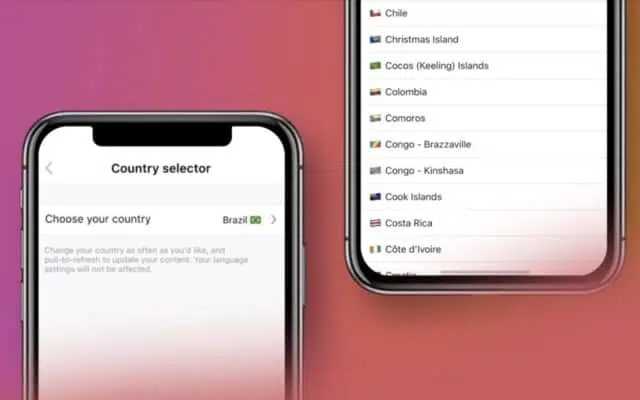 Country selector
Choose your country
Brazil
Change your country as often as you'd like, and
pull-to-refresh to update your content. Your language
settings will not be affected.
Chile
Christmas Island
Cocos (Keeling) Islands
Colombia
Comoros
Congo - Brazzaville
Congo - Kinshasa
Cook Islands
Costa Rica
Côte d'Ivoire